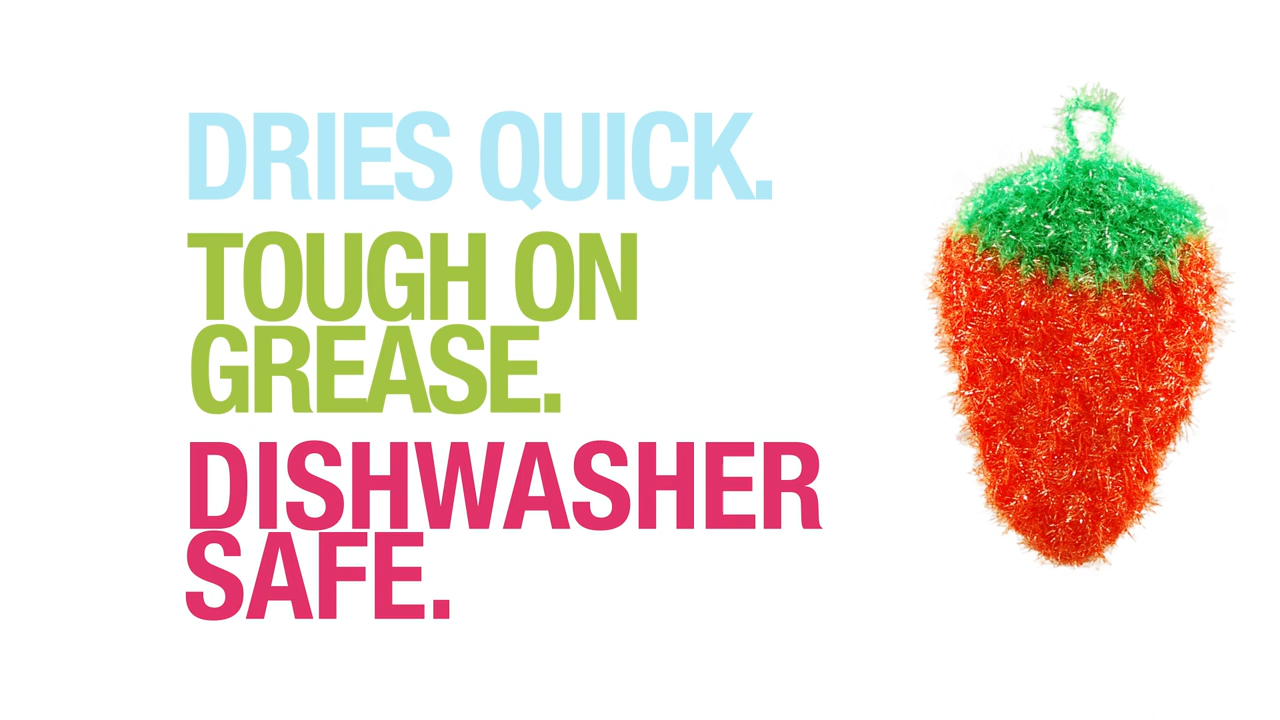 DRIES QUICK.
TOUGH ON
GREASE.
DISHWASHER
SAFE.